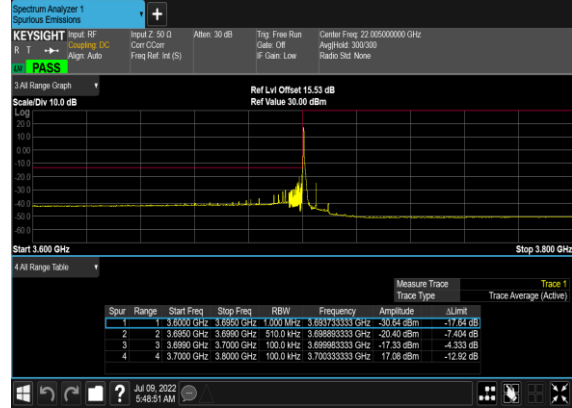 Spectrum Analyzer 1
Spurious Emissions
+
KEYSIGHT Input: RF Input Z: 50 Ω Atten: 30 dB Trig: Free Run Center Freq: 22.005000000 GHz
R T Coupling: DC Corr CCorr Gate: Off Avg|Hold: 300/300
Align: Auto Freq Ref: Int (S) IF Gain: Low Radio Std: None
PASS
3 All Range Graph
Ref Lvl Offset 15.53 dB
Scale/Div 10.0 dB Ref Value 30.00 dBm
Log
20.0
10.0
0.00
-10.0
-20.0
-30.0
-40.0
-50.0
-60.0
Start 3.600 GHz Stop 3.800 GHz
4 All Range Table
Measure Trace Trace 1
Trace Type Trace Average (Active)
Spur Range Start Freq Stop Freq RBW Frequency Amplitude ΔLimit
1 1 3.6000 GHz 3.6950 GHz 1.000 MHz 3.693733333 GHz -30.64 dBm -17.64 dB
2 2 3.6950 GHz 3.6990 GHz 510.0 kHz 3.698893333 GHz -20.40 dBm -7.404 dB
3 3 3.6990 GHz 3.7000 GHz 100.0 kHz 3.699983333 GHz -17.33 dBm -4.333 dB
4 4 3.7000 GHz 3.8000 GHz 100.0 kHz 3.700333333 GHz 17.08 dBm -12.92 dB
? Jul 09, 2022
5:48:51 AM